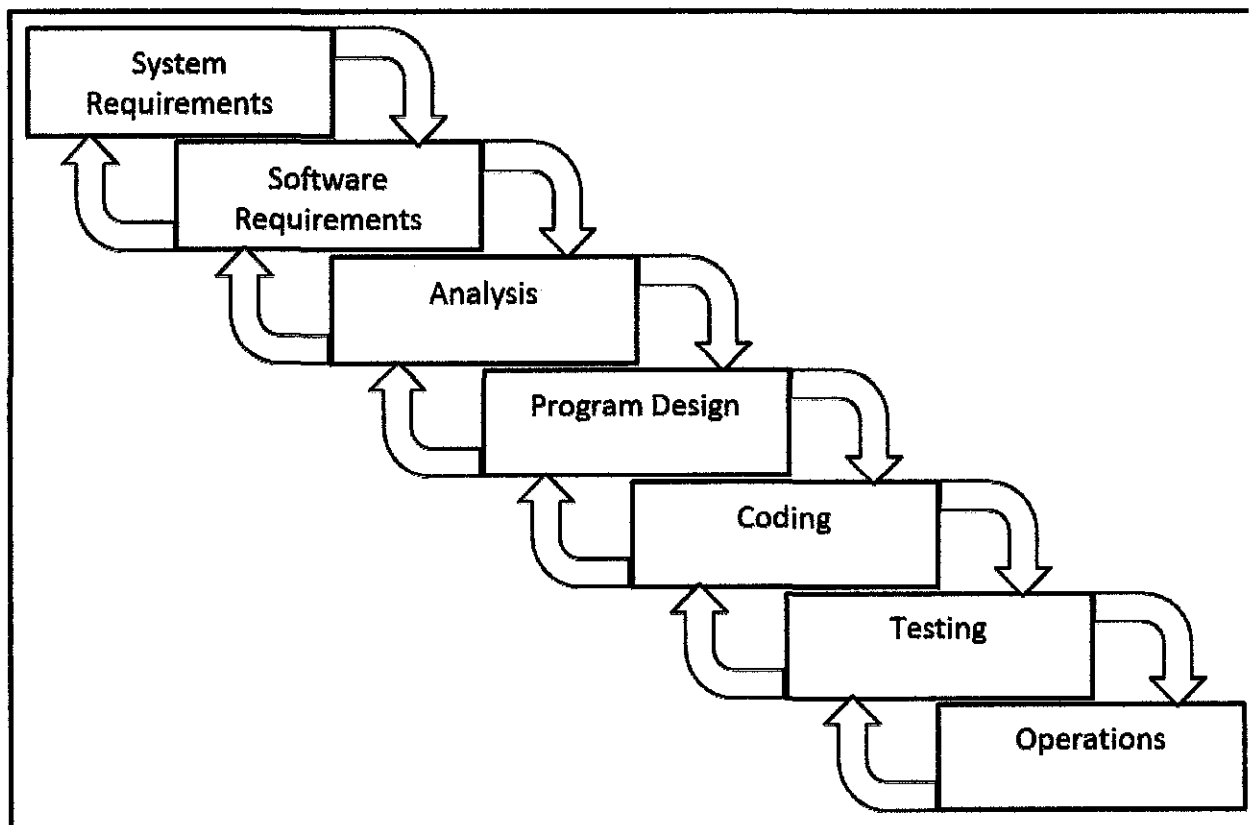 System
Requirements
Software
Requirements
Analysis
Program Design
Coding
Testing
Operations